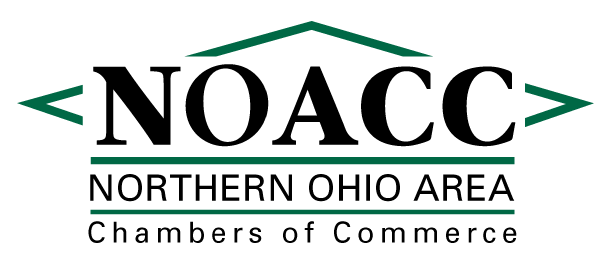 NOACC
NORTHERN OHIO AREA
Chambers of Commerce